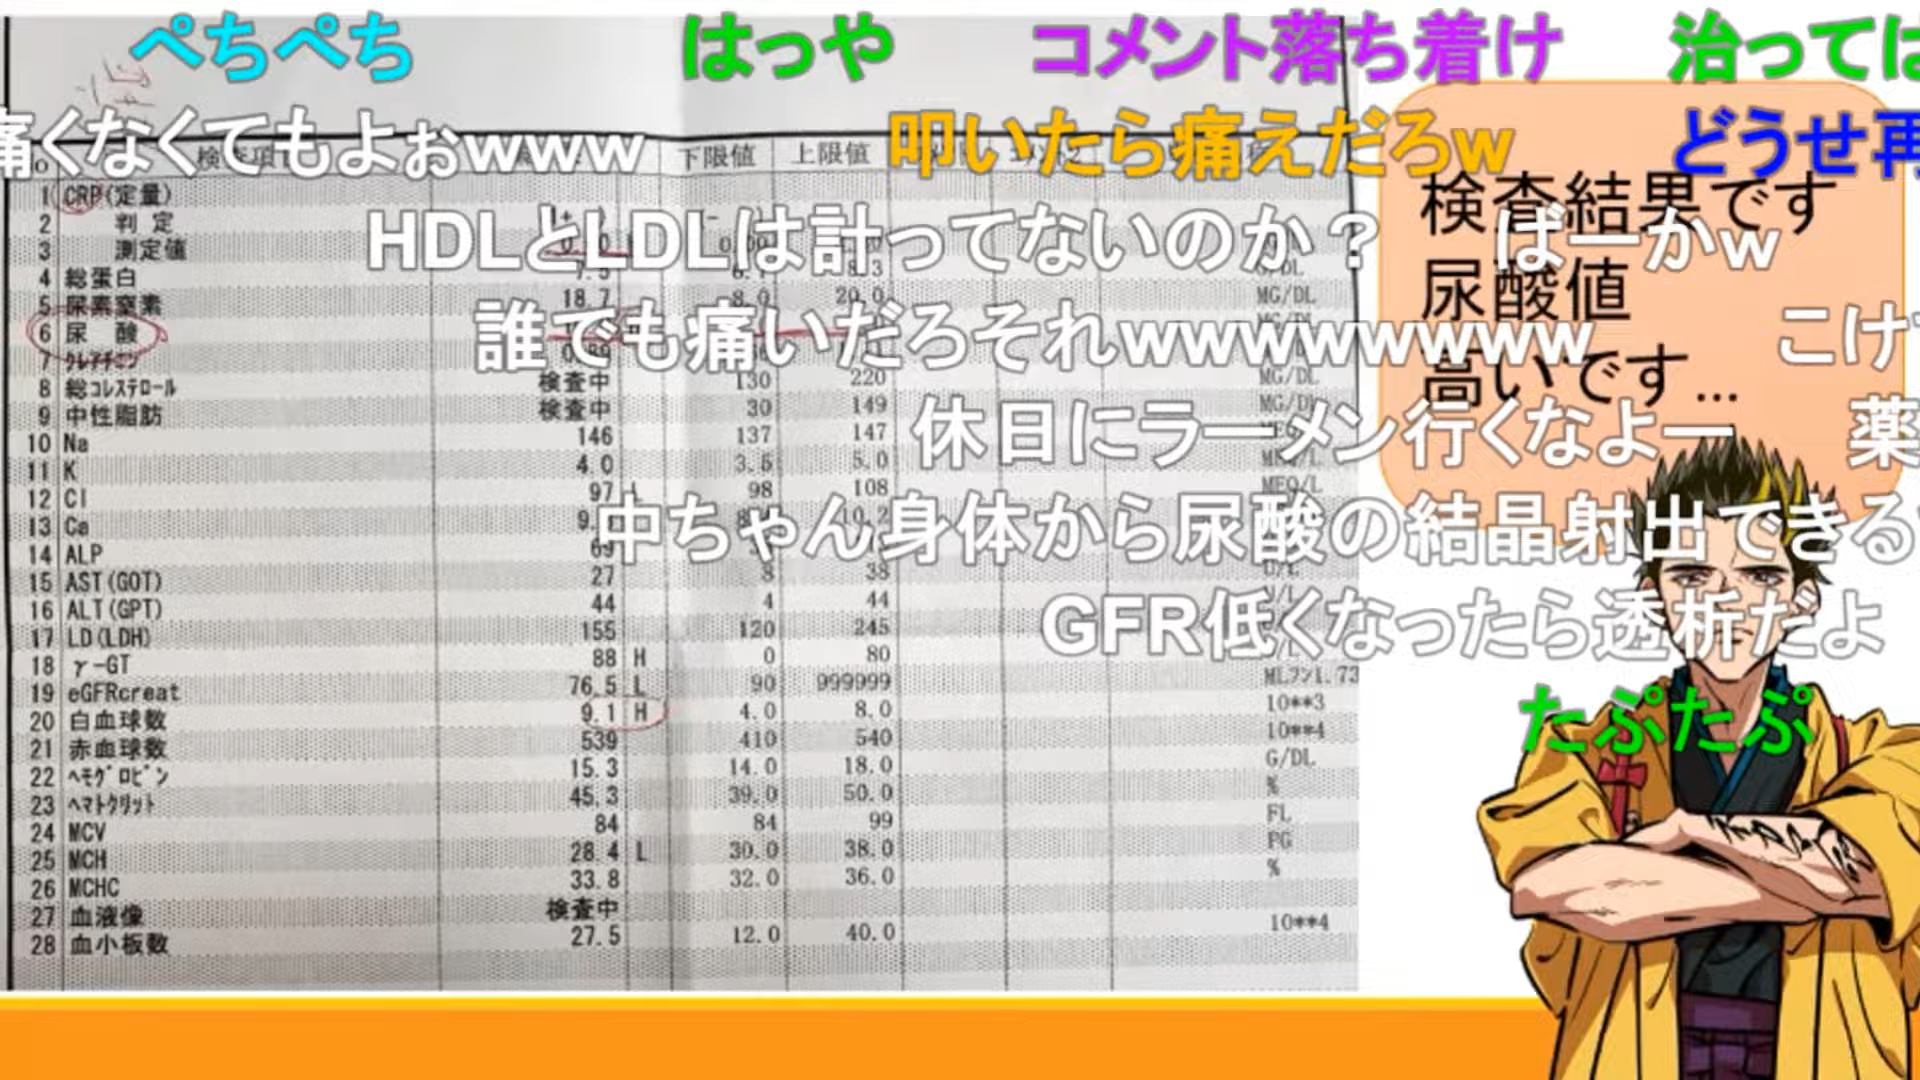 ぺちぺち はっや コメント落ち着け 治っては
痛くなくてもよぉwww 叩いたら痛えだろw どうせ再
下限値 上限値
検査結果です
HDLとLDLは計ってないのか？ ばーかw
尿酸値
誰でも痛いだろそれwwwwwwwww こけ
高いです…
休日にラーメン行くなよー 薬
中ちゃん身体から尿酸の結晶射出できる
GFR低くなったら透析だよ
たぷたぷ
1 CRP(定量)
2 判定
3 測定値
4 総蛋白 G/DL
5 尿素窒素 18.7 8.0 20.0 MG/DL
6 尿 酸
7 クレアチニン
8 総コレステロール 検査中 130 220 MG/DL
9 中性脂肪 検査中 30 149 MG/DL
10 Na 146 137 147
11 K 4.0 3.5 5.0
12 Cl 97 L 98 108 MEQ/L
13 Ca
14 ALP 69
15 AST(GOT) 27 8 38
16 ALT(GPT) 44 4 44
17 LD(LDH) 155 120 245
18 γ-GT 88 H 0 80
19 eGFRcreat 76.5 L 90 999999
20 白血球数 9.1 H 4.0 8.0 10**3
21 赤血球数 539 410 540 10**4
22 ヘモグロビン 15.3 14.0 18.0 G/DL
23 ヘマトクリット 45.3 39.0 50.0 %
24 MCV 84 84 99 FL
25 MCH 28.4 L 30.0 38.0 PG
26 MCHC 33.8 32.0 36.0 %
27 血液像 検査中
28 血小板数 27.5 12.0 40.0 10**4